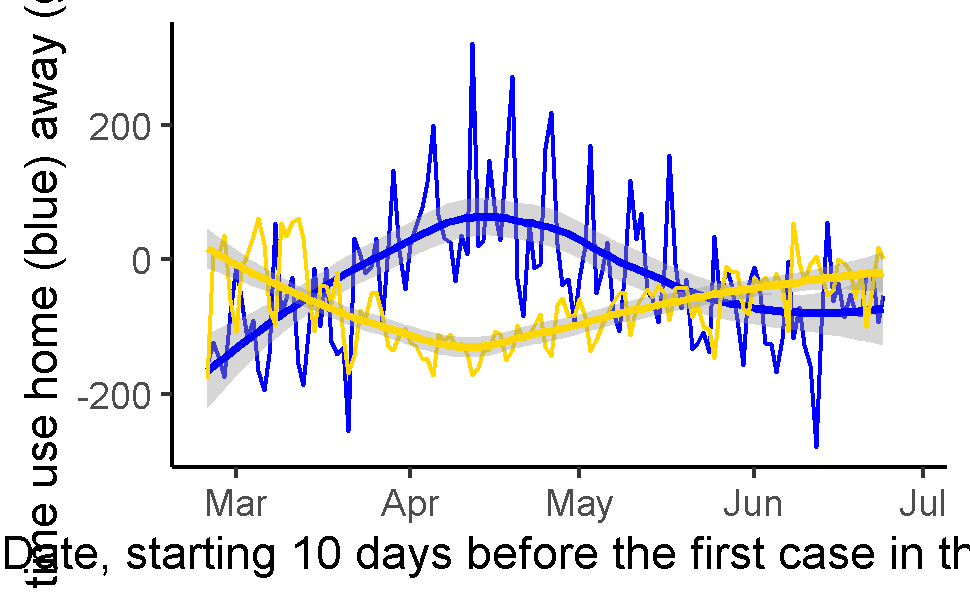 time use home (blue) away (
200
0
-200
Mar Apr May Jun Jul
Date, starting 10 days before the first case in th